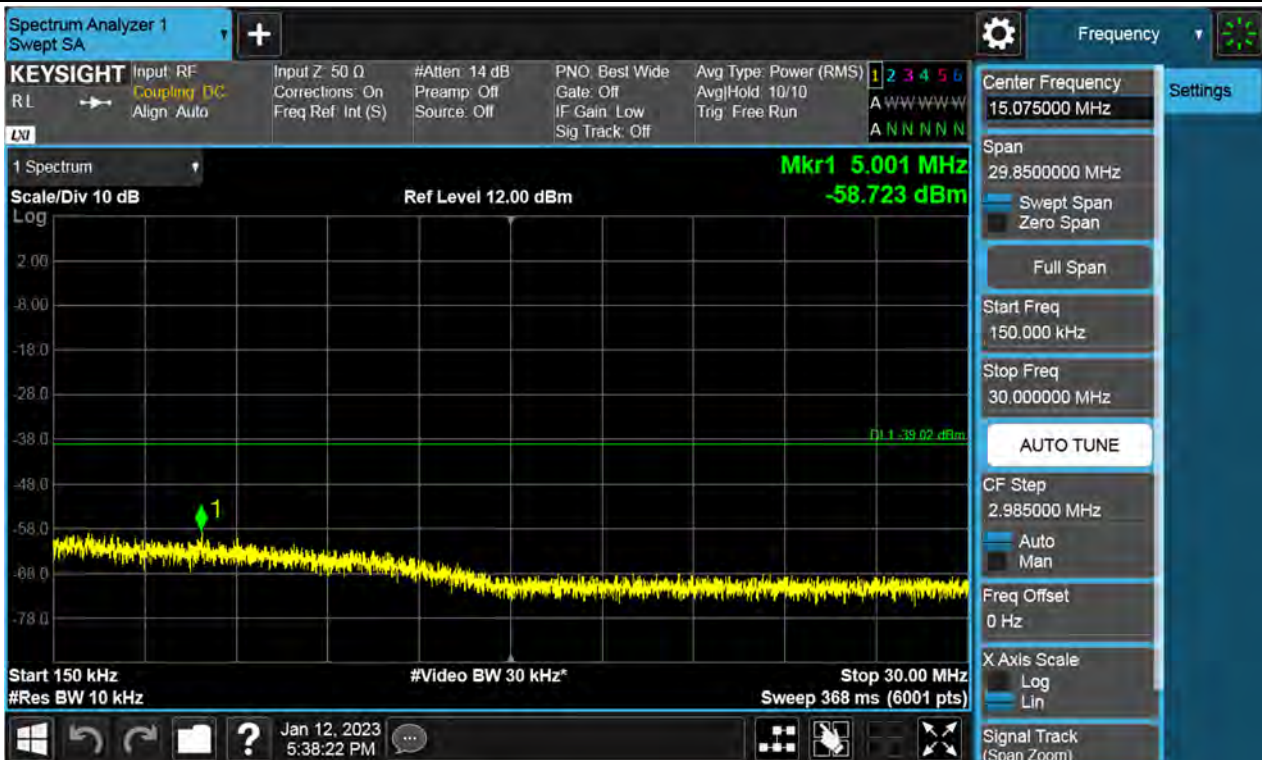 Spectrum Analyzer 1
Swept SA
+
Frequency
KEYSIGHT
RL
LXI
Input: RF
Coupling: DC
Align: Auto
Input Z: 50 Ω
Corrections: On
Freq Ref: Int (S)
#Atten: 14 dB
Preamp: Off
Source: Off
PNO: Best Wide
Gate: Off
IF Gain: Low
Sig Track: Off
Avg Type: Power (RMS)
Avg|Hold: 10/10
Trig: Free Run
1 2 3 4 5 6
A W W W W W
A N N N N N
1 Spectrum
Scale/Div 10 dB
Ref Level 12.00 dBm
Mkr1 5.001 MHz
-58.723 dBm
Log
2.00
-8.00
-18.0
-28.0
-38.0
-48.0
-58.0
-68.0
-78.0
DL1 -39.02 dBm
1
Start 150 kHz
#Res BW 10 kHz
#Video BW 30 kHz*
Stop 30.00 MHz
Sweep 368 ms (6001 pts)
?
Jan 12, 2023
5:38:22 PM
Center Frequency
15.075000 MHz
Settings
Span
29.8500000 MHz
Swept Span
Zero Span
Full Span
Start Freq
150.000 kHz
Stop Freq
30.000000 MHz
AUTO TUNE
CF Step
2.985000 MHz
Auto
Man
Freq Offset
0 Hz
X Axis Scale
Log
Lin
Signal Track
(Span Zoom)